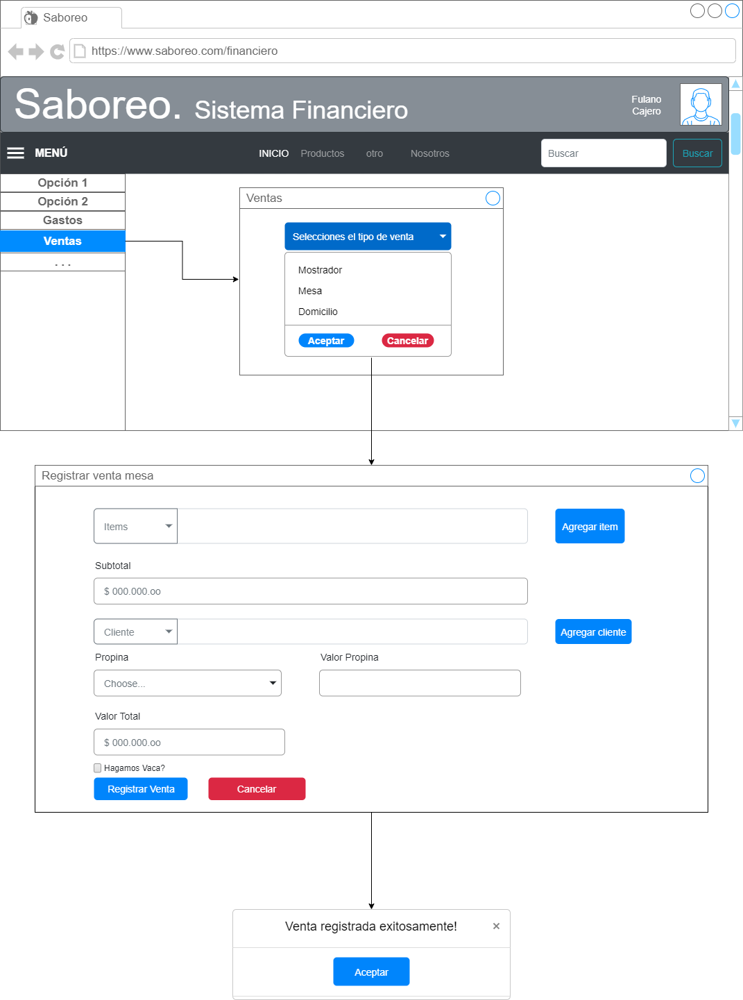 Saboreo
https://www.saboreo.com/financiero
Saboreo. Sistema Financiero
Fulano
Cajero
MENÚ
INICIO Productos otro Nosotros
Buscar Buscar
Opción 1
Opción 2
Gastos
Ventas
. . .
Ventas
Selecciones el tipo de venta
Mostrador
Mesa
Domicilio
Aceptar Cancelar
Registrar venta mesa
Items
Agregar item
Subtotal
$ 000.000.oo
Cliente
Agregar cliente
Propina Valor Propina
Choose...
Valor Total
$ 000.000.oo
Hagamos Vaca?
Registrar Venta Cancelar
Venta registrada exitosamente! ×
Aceptar